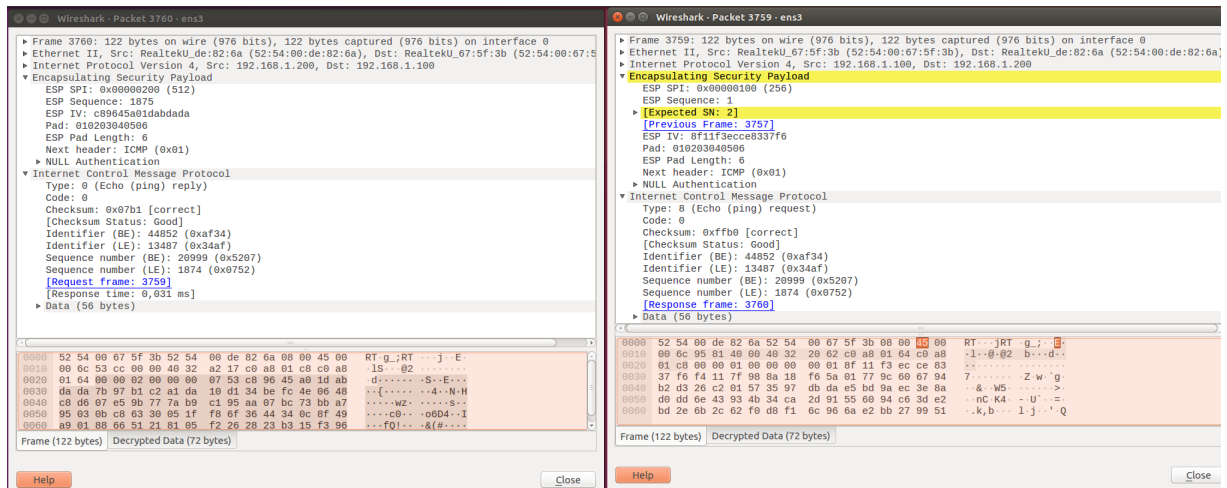 Wireshark · Packet 3760 · ens3
Frame 3760: 122 bytes on wire (976 bits), 122 bytes captured (976 bits) on interface 0
Ethernet II, Src: RealtekU_de:82:6a (52:54:00:de:82:6a), Dst: RealtekU_67:5f:3b (52:54:00:67:5
Internet Protocol Version 4, Src: 192.168.1.200, Dst: 192.168.1.100
Encapsulating Security Payload
ESP SPI: 0x00000200 (512)
ESP Sequence: 1875
ESP IV: c89645a01dabdada
Pad: 010203040506
ESP Pad Length: 6
Next header: ICMP (0x01)
NULL Authentication
Internet Control Message Protocol
Type: 0 (Echo (ping) reply)
Code: 0
Checksum: 0x07b1 [correct]
[Checksum Status: Good]
Identifier (BE): 44852 (0xaf34)
Identifier (LE): 13487 (0x34af)
Sequence number (BE): 20999 (0x5207)
Sequence number (LE): 1874 (0x0752)
[Request frame: 3759]
[Response time: 0,031 ms]
Data (56 bytes)
0000 52 54 00 67 5f 3b 52 54 00 de 82 6a 08 00 45 00 RT·g_;RT ···j··E·
0010 00 6c 53 cc 00 00 40 32 a2 17 c0 a8 01 c8 c0 a8 ·lS···@2 ········
0020 01 64 00 00 02 00 00 00 07 53 c8 96 45 a0 1d ab ·d······ ·S··E···
0030 da da 7b 97 b1 c2 a1 da 10 d1 34 be fc 4e 06 48 ··{····· ··4··N·H
0040 c8 d6 07 e5 9b 77 7a b9 c1 95 aa 07 bc 73 bb a7 ·····wz· ·····s··
0050 95 03 0b c8 63 30 05 1f f8 6f 36 44 34 0c 8f 49 ····c0·· ·o6D4··I
0060 a9 01 88 66 51 21 81 05 f2 26 28 23 b3 15 f3 96 ···fQ!·· ·&(#····
Frame (122 bytes) Decrypted Data (72 bytes)
Help Close
Wireshark · Packet 3759 · ens3
Frame 3759: 122 bytes on wire (976 bits), 122 bytes captured (976 bits) on interface 0
Ethernet II, Src: RealtekU_67:5f:3b (52:54:00:67:5f:3b), Dst: RealtekU_de:82:6a (52:54:00:de:82:6a)
Internet Protocol Version 4, Src: 192.168.1.100, Dst: 192.168.1.200
Encapsulating Security Payload
ESP SPI: 0x00000100 (256)
ESP Sequence: 1
[Expected SN: 2]
[Previous Frame: 3757]
ESP IV: 8f11f3ecce8337f6
Pad: 010203040506
ESP Pad Length: 6
Next header: ICMP (0x01)
NULL Authentication
Internet Control Message Protocol
Type: 8 (Echo (ping) request)
Code: 0
Checksum: 0xffb0 [correct]
[Checksum Status: Good]
Identifier (BE): 44852 (0xaf34)
Identifier (LE): 13487 (0x34af)
Sequence number (BE): 20999 (0x5207)
Sequence number (LE): 1874 (0x0752)
[Response frame: 3760]
Data (56 bytes)
0000 52 54 00 de 82 6a 52 54 00 67 5f 3b 08 00 45 00 RT···jRT ·g_;··E·
0010 00 6c 95 81 40 00 40 32 20 62 c0 a8 01 64 c0 a8 ·l··@·@2 ·b···d··
0020 01 c8 00 00 01 00 00 00 00 01 8f 11 f3 ec ce 83 ········ ········
0030 37 f6 f4 11 7f 98 8a 18 f6 5a 01 77 9c 60 67 94 7······· ·Z·w·`g·
0040 b2 d3 26 c2 01 57 35 97 db da e5 bd 9a ec 3e 8a ··&··W5· ······>·
0050 d0 dd 6e 43 93 4b 34 ca 2d 91 55 60 94 c6 3d e2 ··nC·K4· -·U`··=·
0060 bd 2e 6b 2c 62 f0 d8 f1 6c 96 6a e2 bb 27 99 51 ·.k,b··· l·j··'·Q
Frame (122 bytes) Decrypted Data (72 bytes)
Help Close